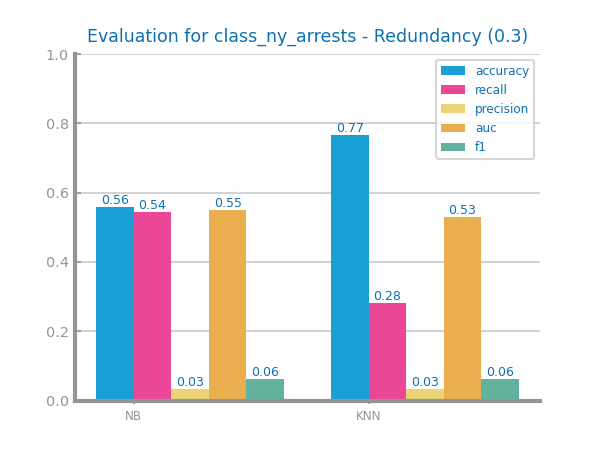 Evaluation for class_ny_arrests - Redundancy (0.3)
1.0
0.8
0.6
0.4
0.2
0.0
accuracy
recall
precision
auc
f1
0.56
0.54
0.03
0.55
0.06
0.77
0.28
0.03
0.53
0.06
NB
KNN